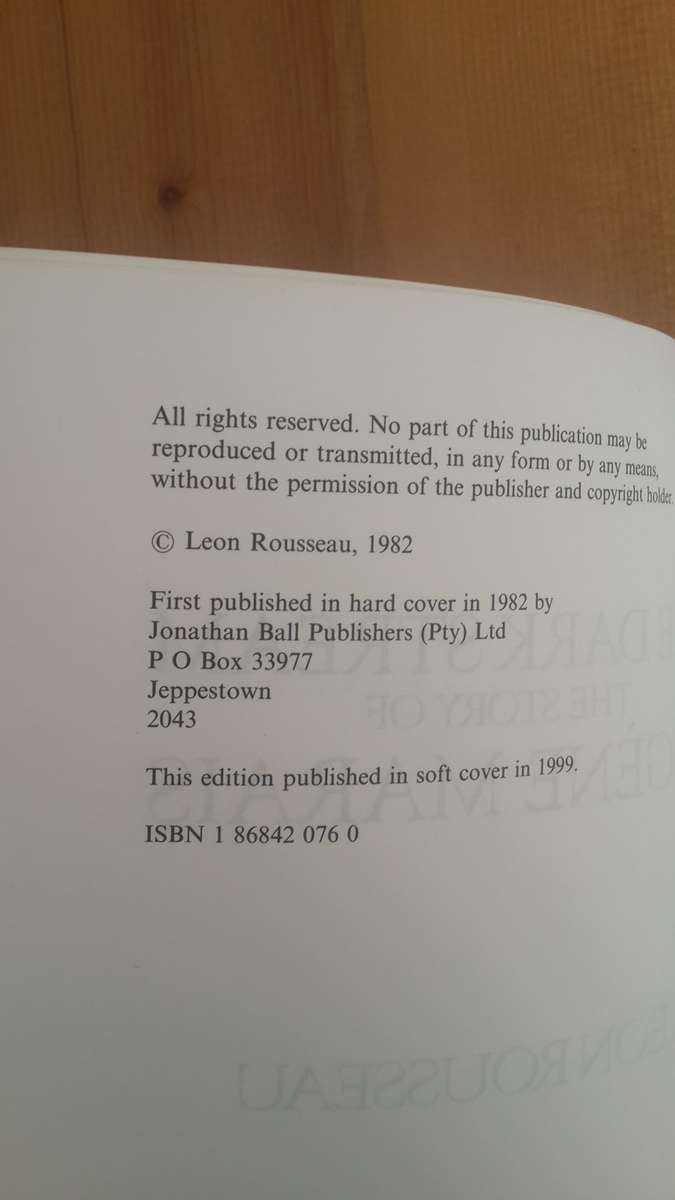 All rights reserved. No part of this publication may be
reproduced or transmitted, in any form or by any means,
without the permission of the publisher and copyright holder.
© Leon Rousseau, 1982
First published in hard cover in 1982 by
Jonathan Ball Publishers (Pty) Ltd
P O Box 33977
Jeppestown
2043
This edition published in soft cover in 1999.
ISBN 1 86842 076 0